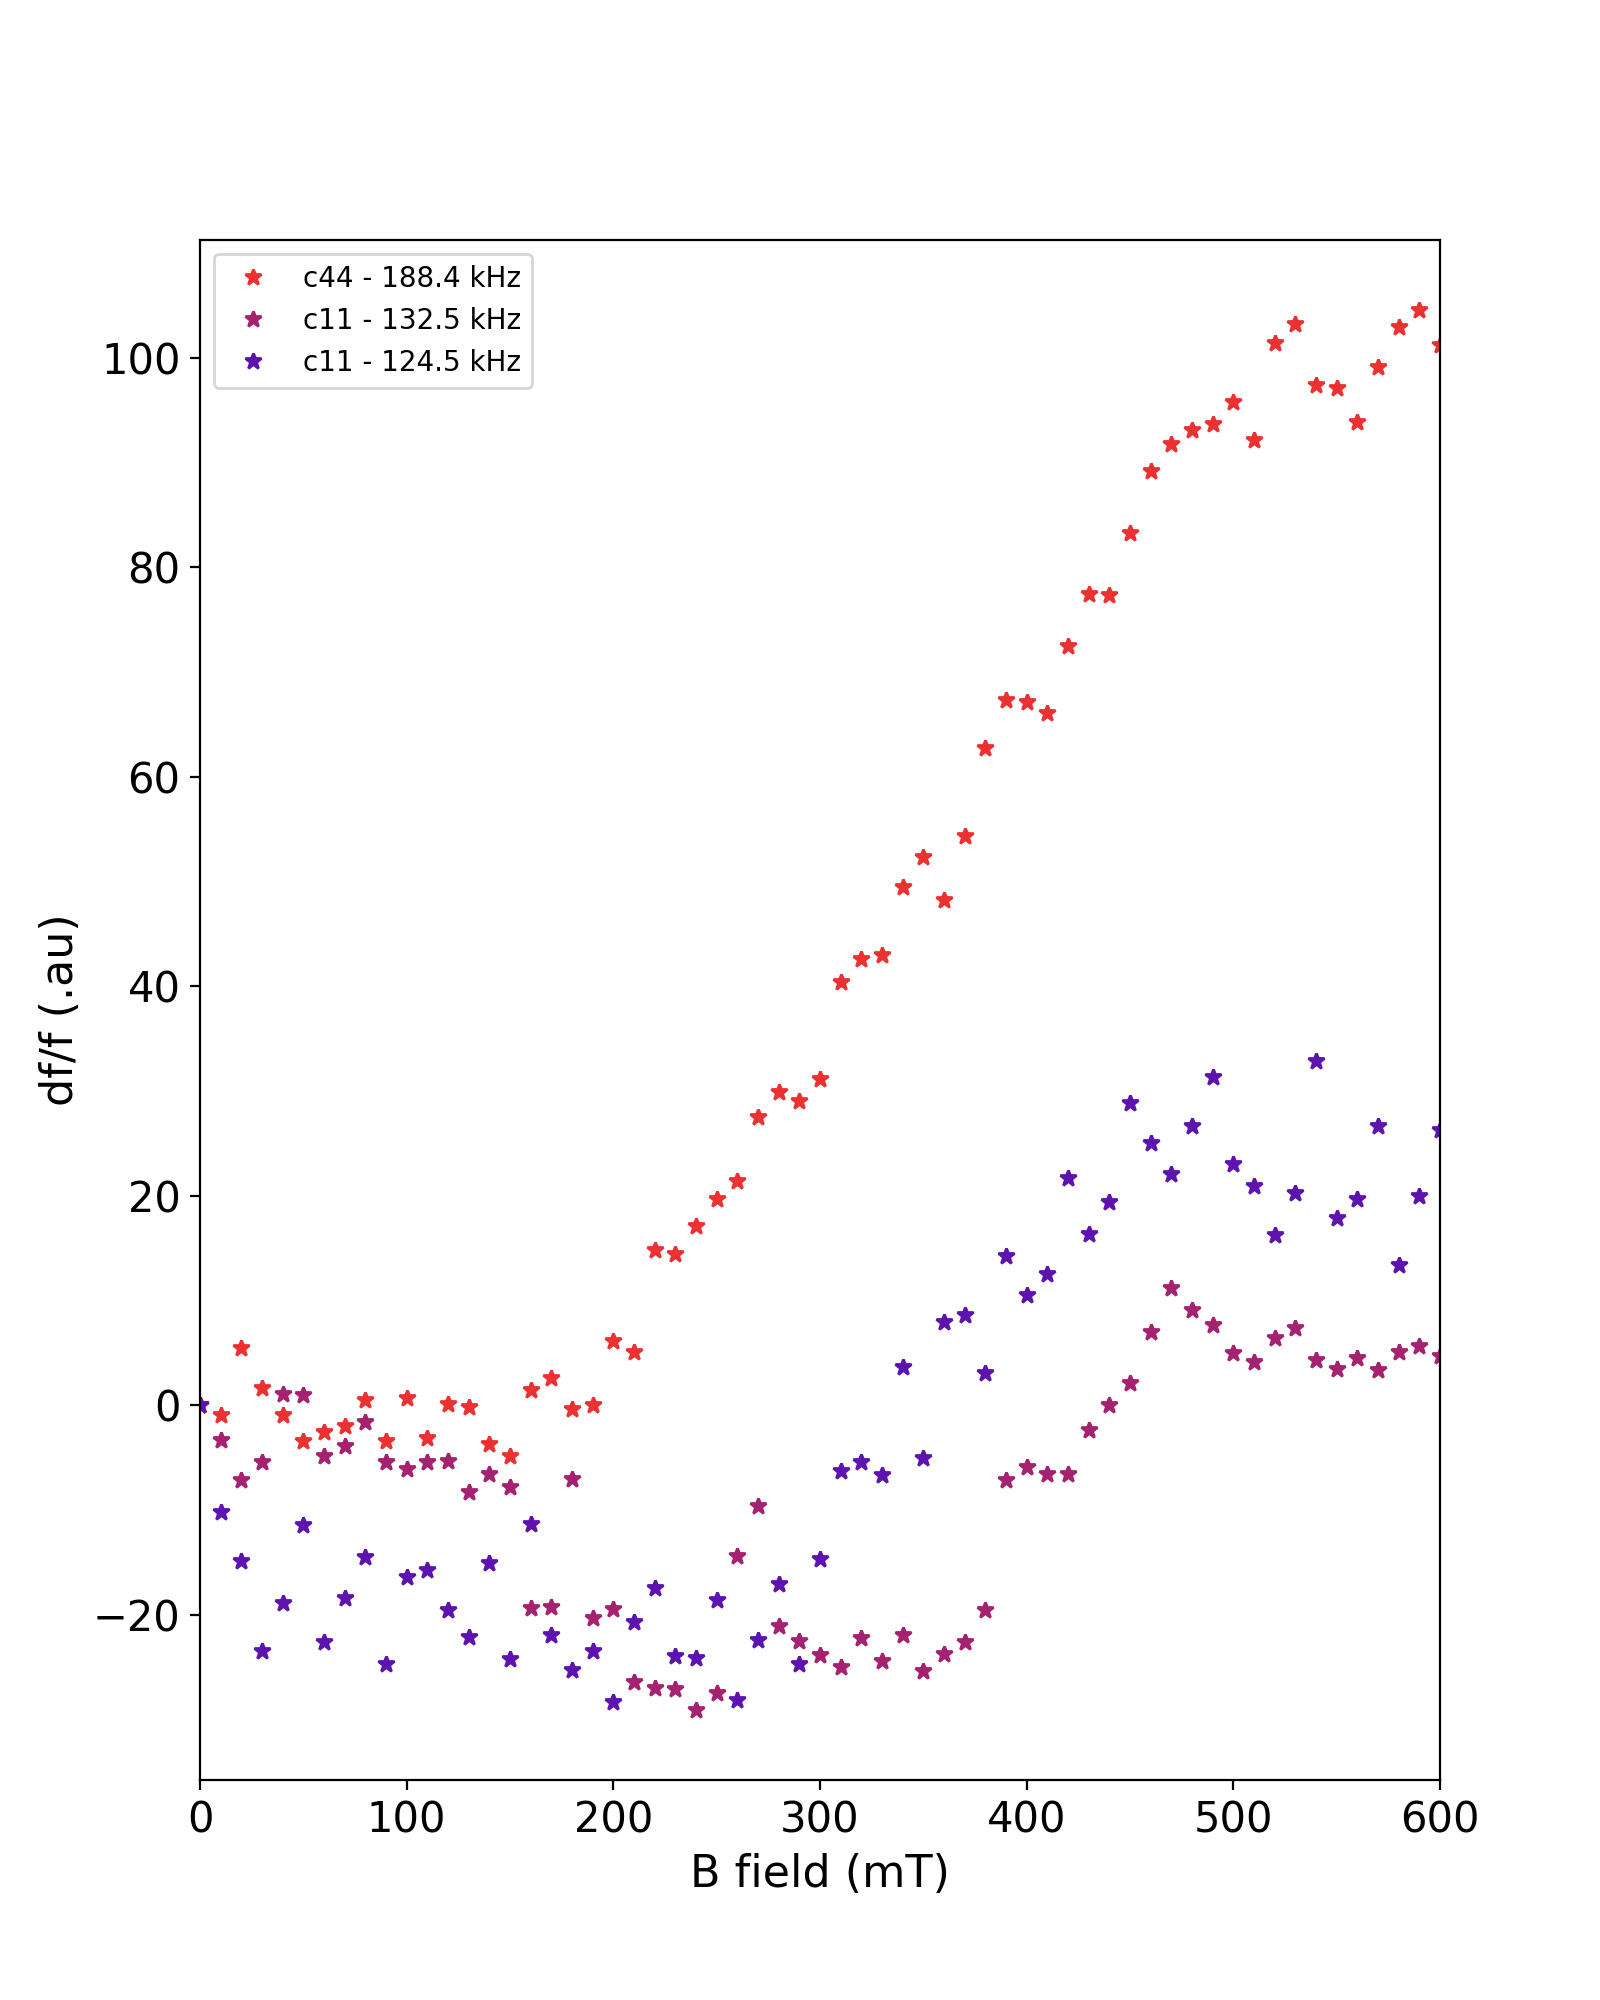 c44 - 188.4 kHz
c11 - 132.5 kHz
c11 - 124.5 kHz
100
80
60
40
20
0
−20
df/f (.au)
0 100 200 300 400 500 600
B field (mT)